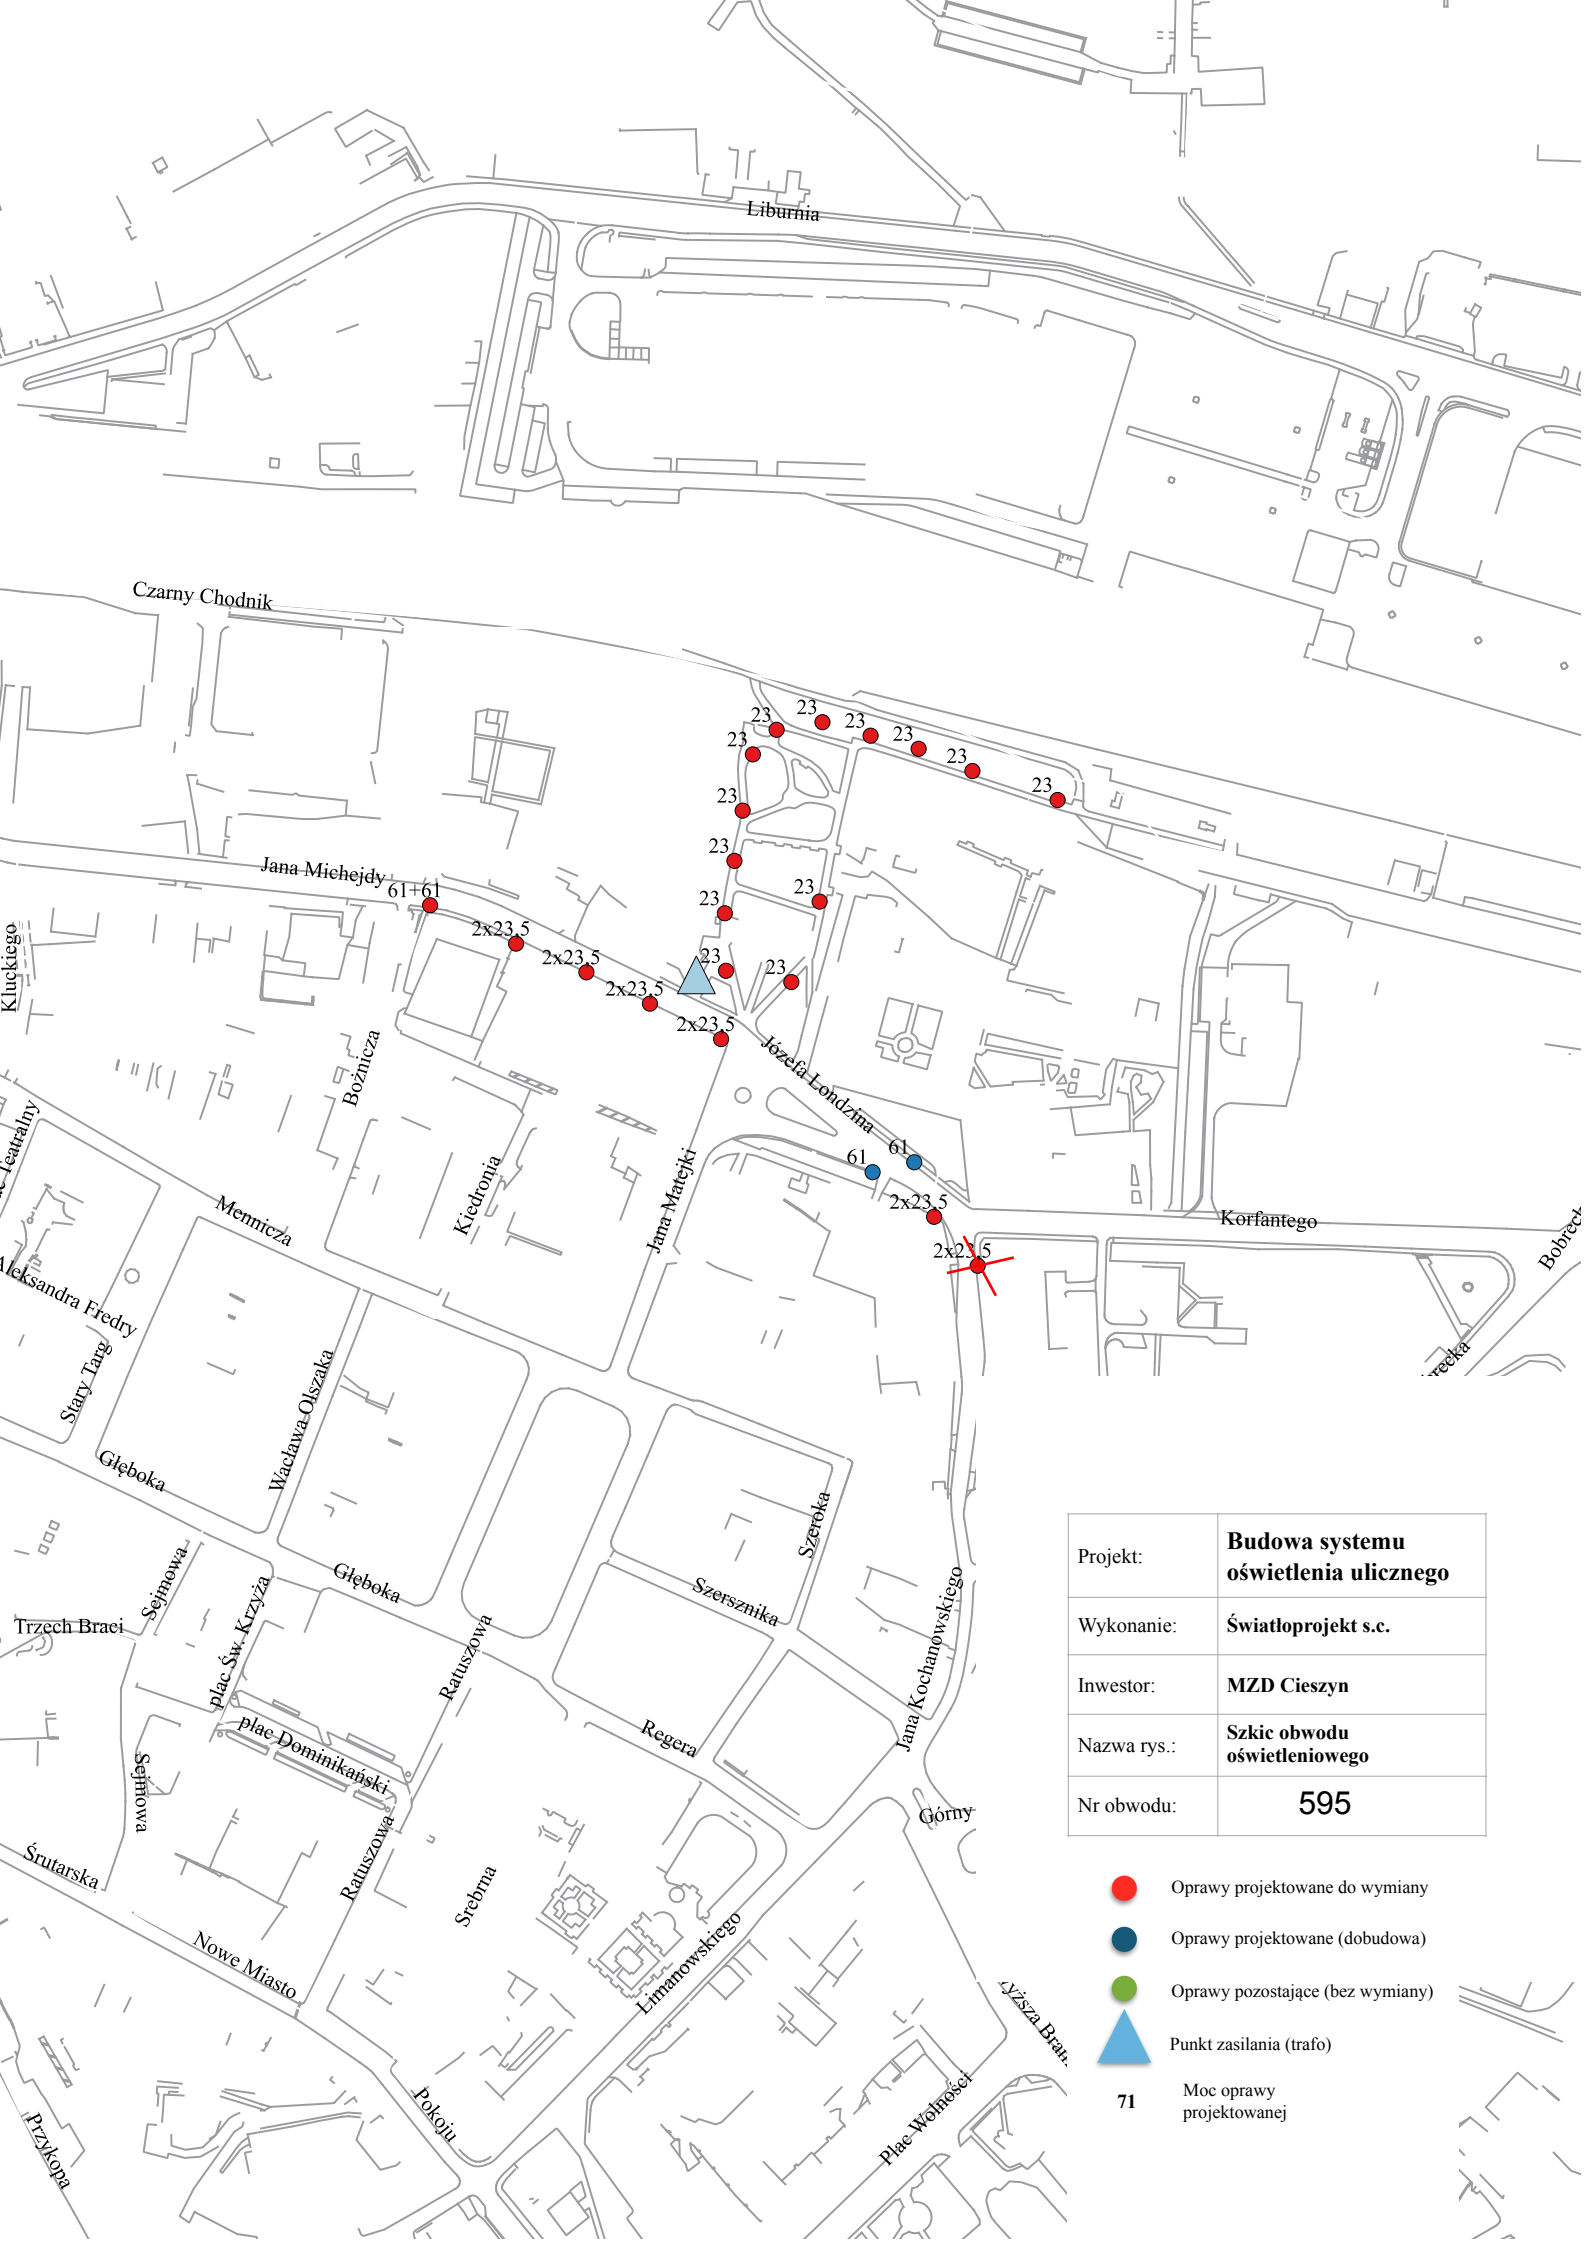 Liburnia
Czarny Chodnik
23
23
23
23
23
23
23
23
23
23
23
23
23
Jana Michejdy
61+61
2x23,5
2x23,5
2x23,5
2x23,5
Kluckiego
Bożnicza
Józefa Londzina
61
61
2x23,5
2x23,5
Korfantego
Teatralny
Mennicza
Kiedronia
Jana Matejki
Aleksandra Fredry
Stary Targ
Wacława Olszaka
Głęboka
Szeroka
Sejmowa
Głęboka
Szersznika
Trzech Braci
plac Św. Krzyża
Ratuszowa
Jana Kochanowskiego
plac Dominikański
Regera
Sejmowa
Górny
Śrutarska
Ratuszowa
Srebrna
Nowe Miasto
Limanowskiego
Pokoju
Plac Wolności
Przykopa
Projekt:
Budowa systemu
oświetlenia ulicznego
Wykonanie:
Światłoprojekt s.c.
Inwestor:
MZD Cieszyn
Nazwa rys.:
Szkic obwodu
oświetleniowego
Nr obwodu:
595
Oprawy projektowane do wymiany
Oprawy projektowane (dobudowa)
Oprawy pozostające (bez wymiany)
Punkt zasilania (trafo)
71
Moc oprawy
projektowanej